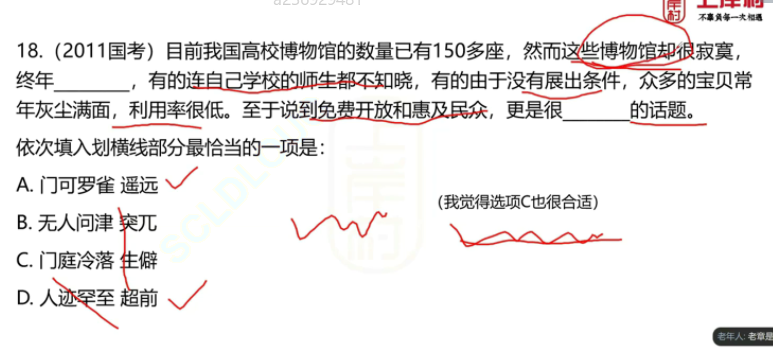 上岸村
不辜负每一次相遇
18.（2011国考）目前我国高校博物馆的数量已有150多座，然而这些博物馆却很寂寞，
终年________，有的连自己学校的师生都不知晓，有的由于没有展出条件，众多的宝贝常
年灰尘满面，利用率很低。至于说到免费开放和惠及民众，更是很_______的话题。
依次填入划横线部分最恰当的一项是：
A. 门可罗雀 遥远
B. 无人问津 突兀
（我觉得选项C也很合适）
C. 门庭冷落 生僻
D. 人迹罕至 超前
老年人: 老章是